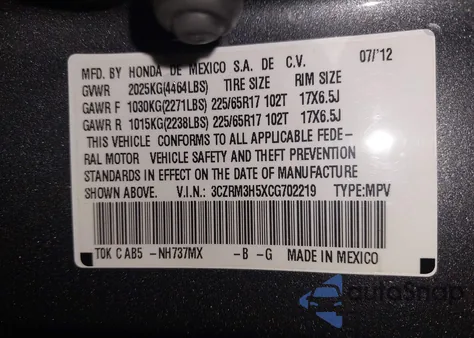 MFD. BY HONDA DE MEXICO S.A. DE C.V. 07/'12
GVWR 2025KG(4464LBS) TIRE SIZE RIM SIZE
GAWR F 1030KG(2271LBS) 225/65R17 102T 17X6.5J
GAWR R 1015KG(2238LBS) 225/65R17 102T 17X6.5J
THIS VEHICLE CONFORMS TO ALL APPLICABLE FEDE-
RAL MOTOR VEHICLE SAFETY AND THEFT PREVENTION
STANDARDS IN EFFECT ON THE DATE OF MANUFACTURE
SHOWN ABOVE. V.I.N.: 3CZRM3H5XCG702219 TYPE:MPV
T0K C AB5 -NH737MX -B -G MADE IN MEXICO
autoSnap